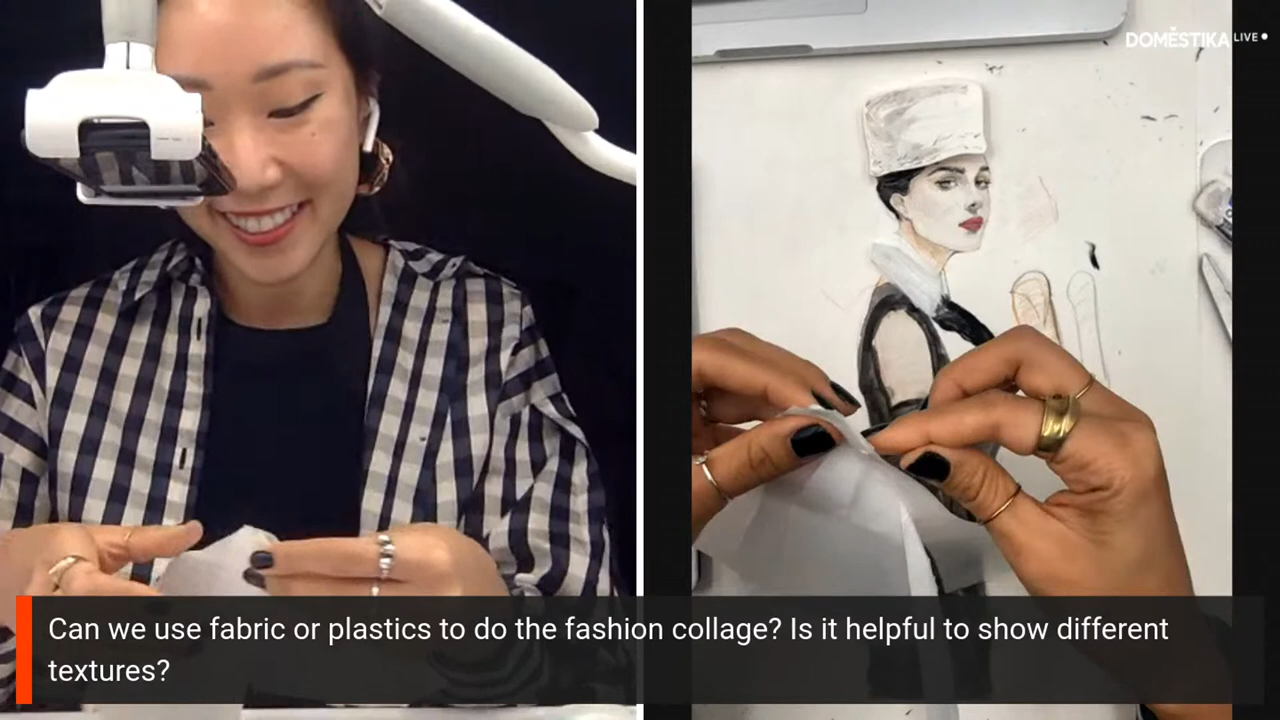 DOMĒSTIKA LIVE
Can we use fabric or plastics to do the fashion collage? Is it helpful to show different
textures?